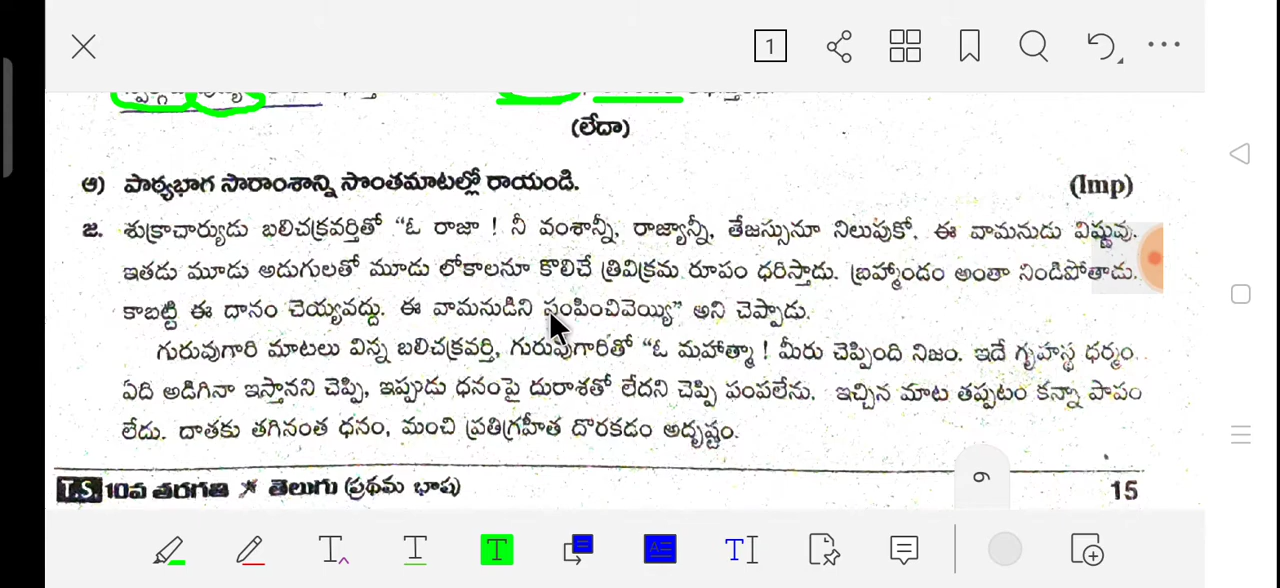 1
(లేదా)
ఆ) పాఠ్యభాగ సారాంశాన్ని సొంతమాటల్లో రాయండి. (Imp)
జ. శుక్రాచార్యుడు బలిచక్రవర్తితో "ఓ రాజా ! నీ వంశాన్నీ, రాజ్యాన్నీ, తేజస్సునూ నిలుపుకో. ఈ వామనుడు విష్ణువు.
ఇతడు మూడు అడుగులతో మూడు లోకాలనూ కొలిచే త్రివిక్రమ రూపం ధరిస్తాడు. బ్రహ్మాండం అంతా నిండిపోతాడు.
కాబట్టి ఈ దానం చెయ్యవద్దు. ఈ వామనుడిని పంపించివెయ్యి" అని చెప్పాడు.
గురువుగారి మాటలు విన్న బలిచక్రవర్తి, గురువుగారితో "ఓ మహాత్మా ! మీరు చెప్పింది నిజం. ఇదే గృహస్థ ధర్మం.
ఏది అడిగినా ఇస్తానని చెప్పి, ఇప్పుడు ధనంపై దురాశతో లేదని చెప్పి పంపలేను. ఇచ్చిన మాట తప్పటం కన్నా పాపం
లేదు. దాతకు తగినంత ధనం, మంచి ప్రతిగ్రహీత దొరకడం అదృష్టం.
T.S. 10వ తరగతి ★ తెలుగు (ప్రథమ భాష) 15